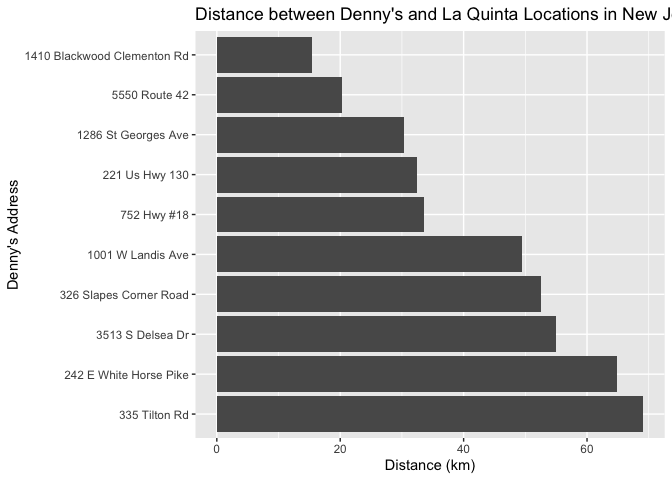 Distance between Denny's and La Quinta Locations in New J
Denny's Address
1410 Blackwood Clementon Rd
5550 Route 42
1286 St Georges Ave
221 Us Hwy 130
752 Hwy #18
1001 W Landis Ave
326 Slapes Corner Road
3513 S Delsea Dr
242 E White Horse Pike
335 Tilton Rd
0 20 40 60
Distance (km)